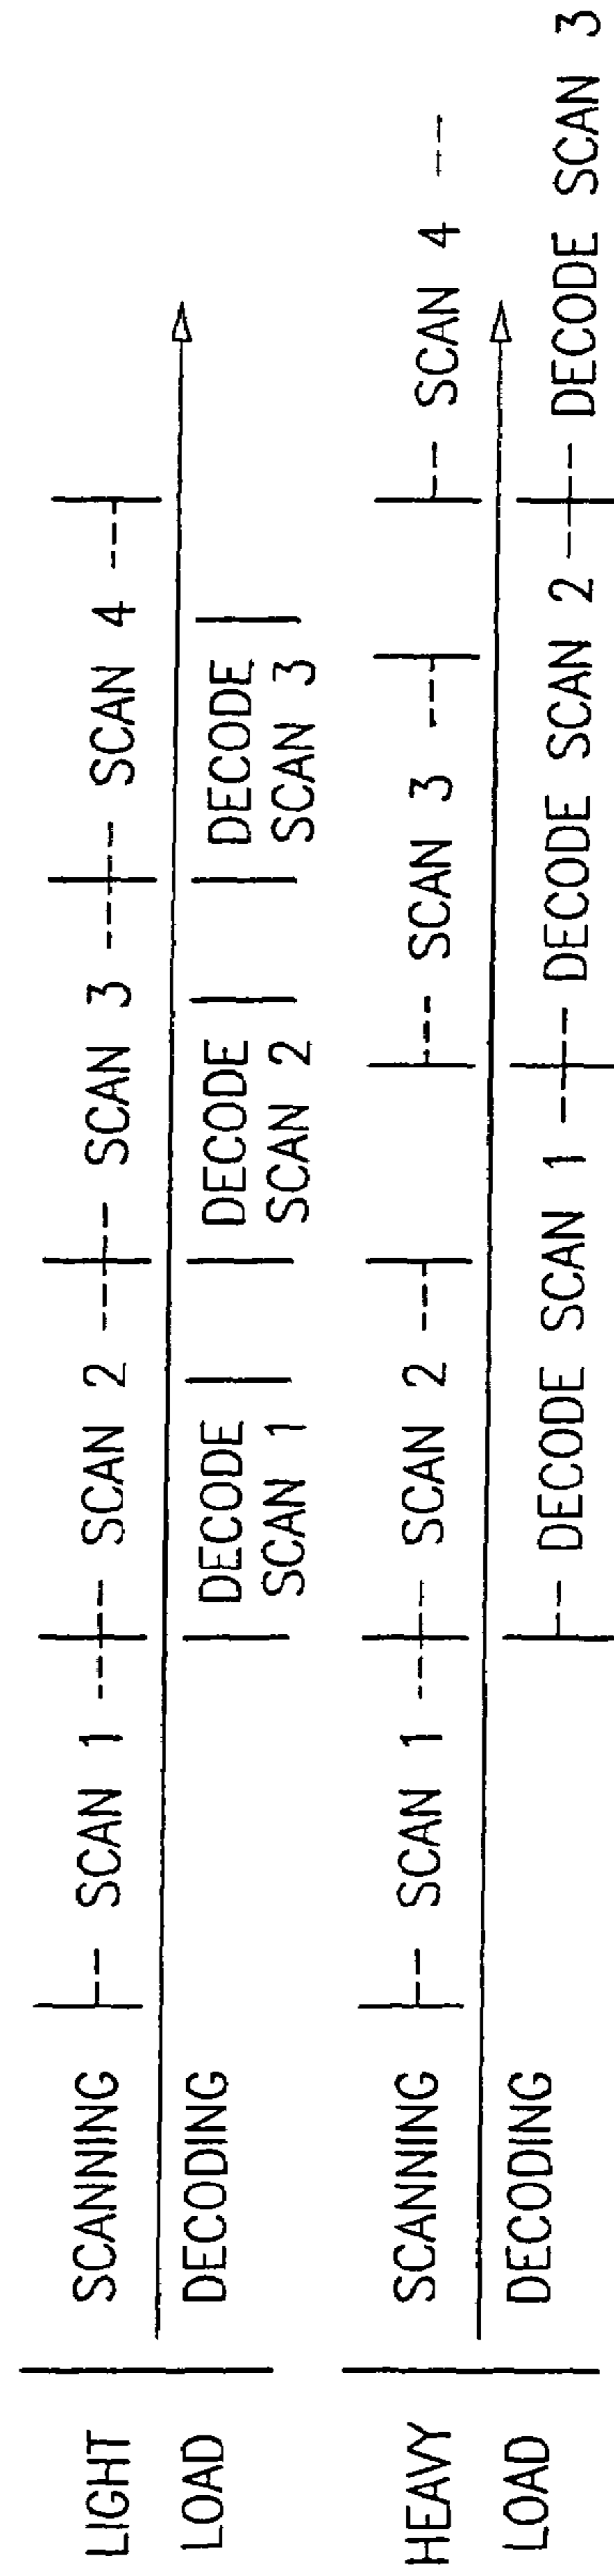 LIGHT LOAD
SCANNING
SCAN 1 SCAN 2 SCAN 3 SCAN 4
DECODING
DECODE SCAN 1
DECODE SCAN 2
DECODE SCAN 3
HEAVY LOAD
SCANNING
SCAN 1 SCAN 2 SCAN 3 SCAN 4
DECODING
DECODE SCAN 1 DECODE SCAN 2 DECODE SCAN 3